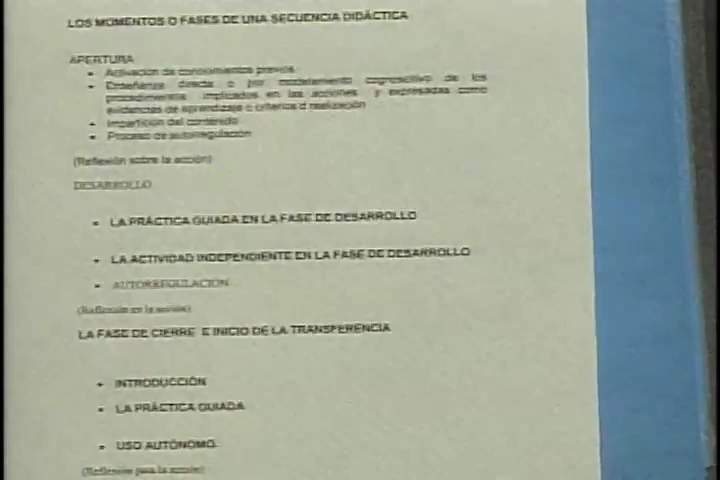 LOS MOMENTOS O FASES DE UNA SECUENCIA DIDÁCTICA
APERTURA
• Activación de conocimientos previos
• Enseñanza directa o por modelamiento cognoscitivo de los
procedimientos implicados en las acciones y expresadas como
evidencias de aprendizaje o criterios d realización
• Impartición del contenido
• Proceso de autorregulación
(Reflexión sobre la acción)
DESARROLLO
• LA PRÁCTICA GUIADA EN LA FASE DE DESARROLLO
• LA ACTIVIDAD INDEPENDIENTE EN LA FASE DE DESARROLLO
• AUTORREGULACION
(Reflexión en la acción)
LA FASE DE CIERRE E INICIO DE LA TRANSFERENCIA
• INTRODUCCIÓN
• LA PRÁCTICA GUIADA
• USO AUTÓNOMO.
(Reflexión para la acción)